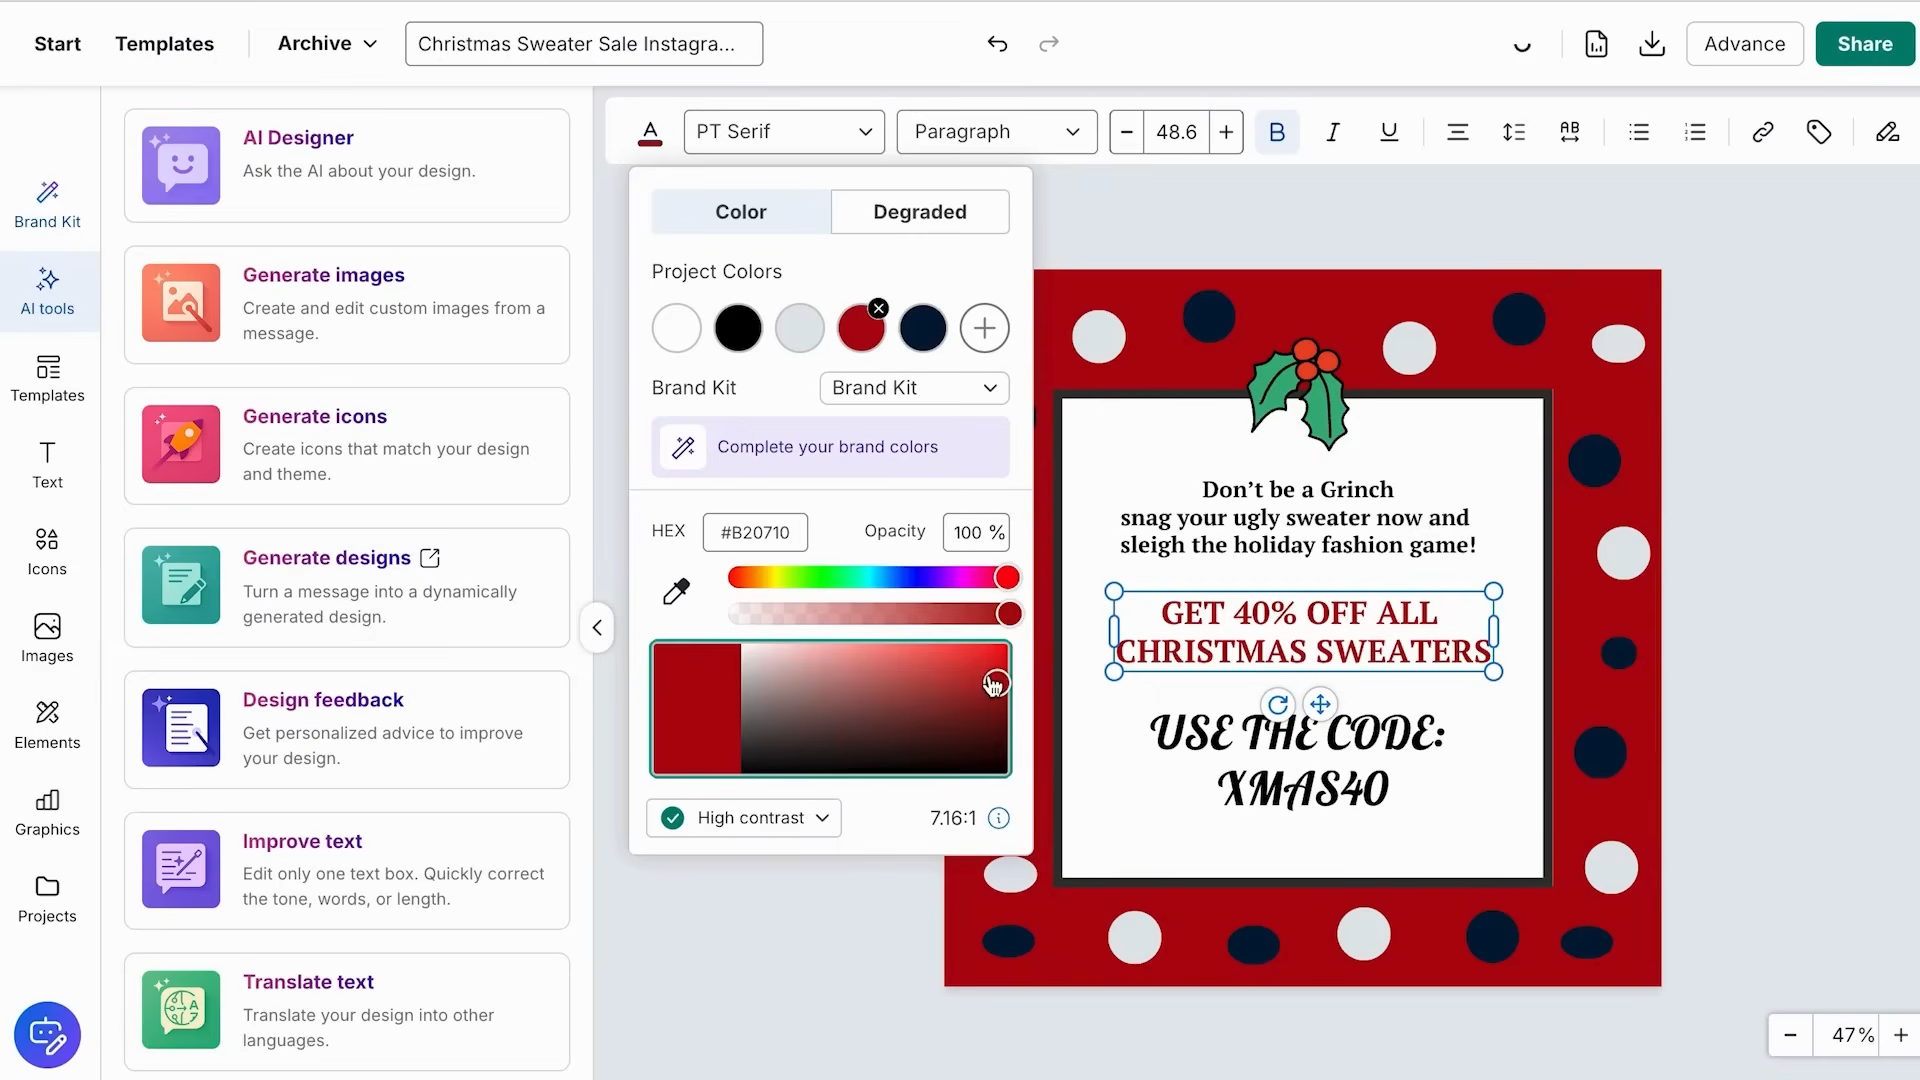 Start
Templates
Archive
Christmas Sweater Sale Instagra...
Advance
Share
Brand Kit
AI tools
Templates
Text
Icons
Images
Elements
Graphics
Projects
AI Designer
Ask the AI about your design.
Generate images
Create and edit custom images from a
message.
Generate icons
Create icons that match your design
and theme.
Generate designs
Turn a message into a dynamically
generated design.
Design feedback
Get personalized advice to improve
your design.
Improve text
Edit only one text box. Quickly correct
the tone, words, or length.
Translate text
Translate your design into other
languages.
A
PT Serif
Paragraph
− 48.6 +
B
I
U
AB
Color
Degraded
Project Colors
Brand Kit
Brand Kit
Complete your brand colors
HEX
#B20710
Opacity
100 %
High contrast
7.16:1
Don’t be a Grinch
snag your ugly sweater now and
sleigh the holiday fashion game!
GET 40% OFF ALL
CHRISTMAS SWEATERS
USE THE CODE:
XMAS40
− 47% +